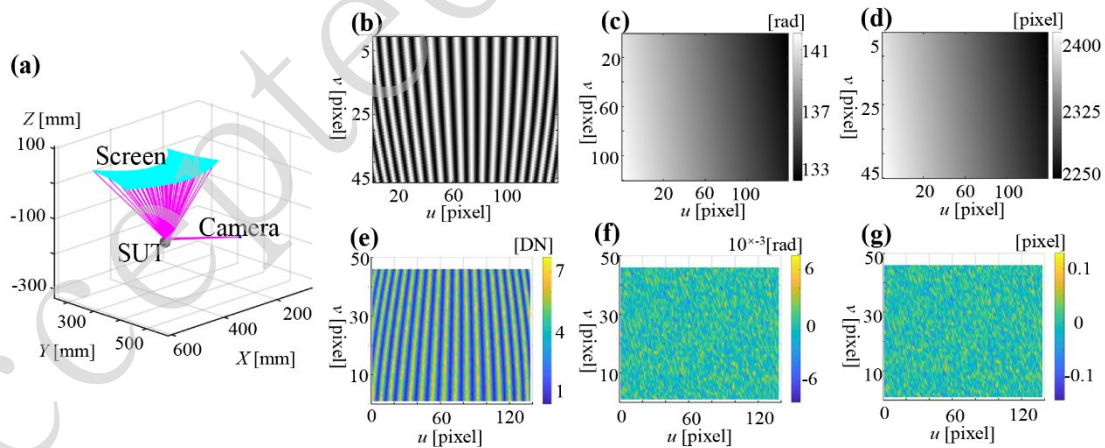 (a)
Z [mm]
100
-100
-300
Screen
Camera
SUT
300
400
500
600
400
200
Y [mm]
X [mm]
(b)
v [pixel]
5
25
45
20
60
100
u [pixel]
(c)
[rad]
v [pixel]
20
60
100
141
137
133
20
60
100
u [pixel]
(d)
[pixel]
v [pixel]
5
25
45
2400
2325
2250
20
60
100
u [pixel]
(e)
[DN]
v [pixel]
50
30
10
7
4
1
0
60
120
u [pixel]
(f)
10×-3[rad]
v [pixel]
50
30
10
6
0
-6
0
60
120
u [pixel]
(g)
[pixel]
v [pixel]
50
30
10
0.1
0
-0.1
0
60
120
u [pixel]